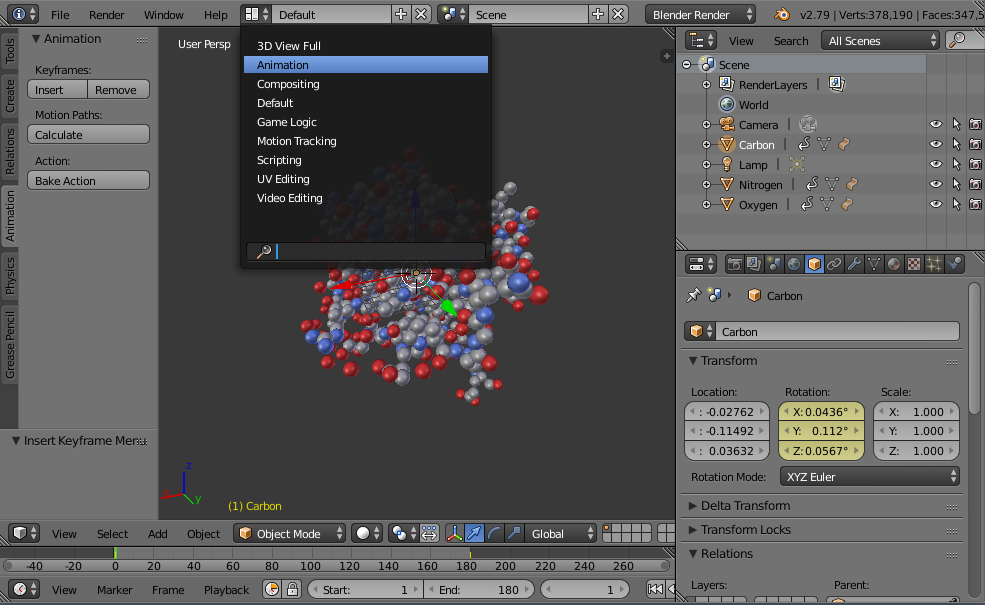 File Render Window Help Default Scene Blender Render v2.79 | Verts:378,190 | Faces:347,5
Tools
Create
Relations
Animation
Physics
Grease Pencil
Animation
Keyframes:
Insert Remove
Motion Paths:
Calculate
Action:
Bake Action
Insert Keyframe Menu
User Persp
3D View Full
Animation
Compositing
Default
Game Logic
Motion Tracking
Scripting
UV Editing
Video Editing
z
y
(1) Carbon
View Select Add Object Object Mode Global
-40 -20 0 20 40 60 80 100 120 140 160 180 200 220 240 260
View Marker Frame Playback Start: 1 End: 180 1
View Search All Scenes
Scene
RenderLayers |
World
Camera |
Carbon |
Lamp |
Nitrogen |
Oxygen |
Carbon
Carbon
Transform
Location: Rotation: Scale:
: -0.02762 X:0.0436° X: 1.000
: -0.11492 Y: 0.112° Y: 1.000
: 0.03632 Z:0.0567° Z: 1.000
Rotation Mode: XYZ Euler
Delta Transform
Transform Locks
Relations
Layers: Parent: